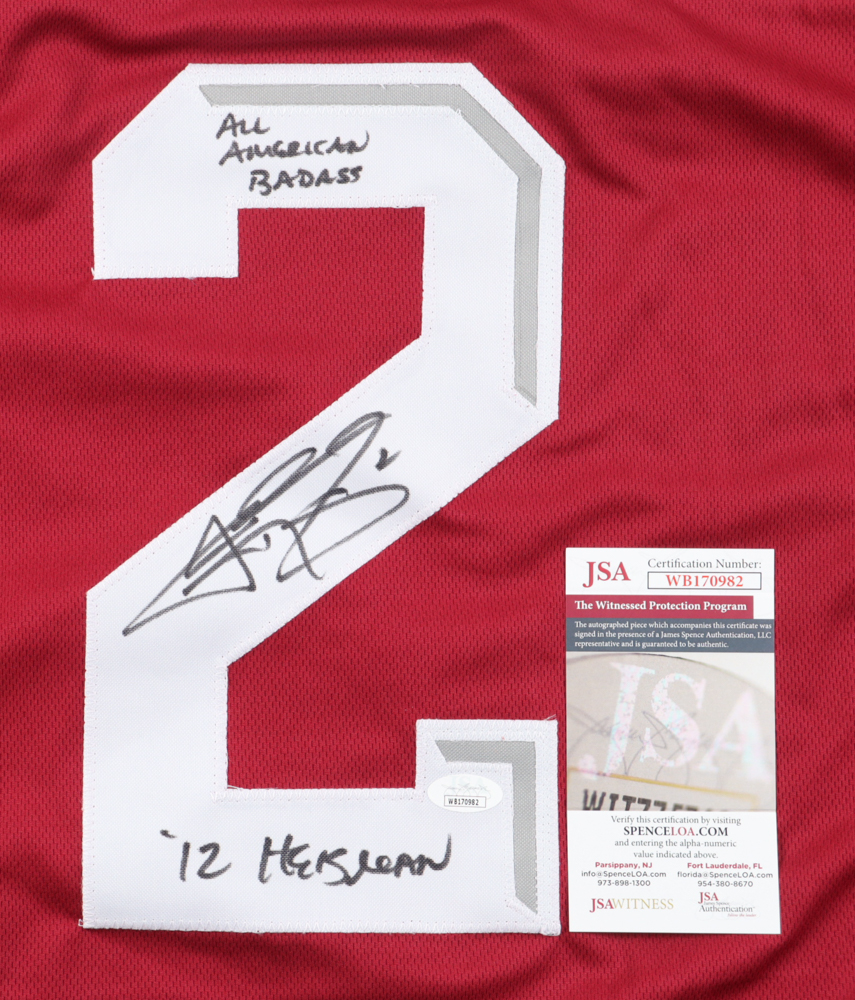 ALL
AMERICAN
BADASS
2
'12 HEISMAN
WB170982
JSA
Certification Number:
WB170982
The Witnessed Protection Program
The autographed piece which accompanies this certificate was
signed in the presence of a James Spence Authentication, LLC
representative and is guaranteed to be authentic.
JSA
Verify this certification by visiting
SPENCELOA.COM
and entering the alpha-numeric
value indicated above.
Parsippany, NJ
info@SpenceLOA.com
973-898-1300
Fort Lauderdale, FL
florida@SpenceLOA.com
954-380-8670
JSAWITNESS
JSA
Authentication